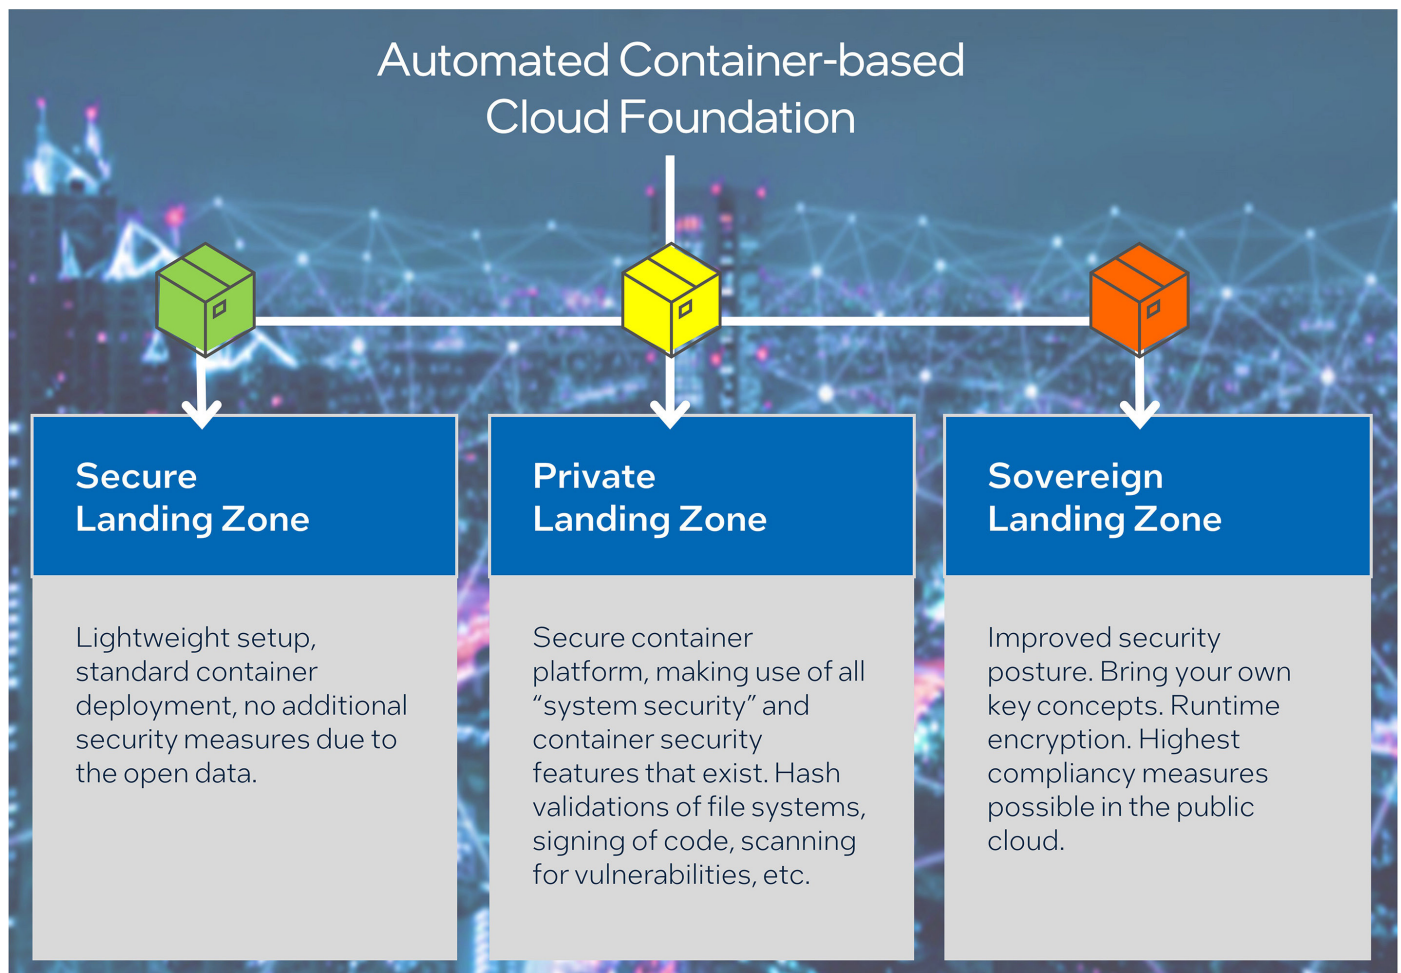 Automated Container-based
Cloud Foundation
Secure
Landing Zone
Lightweight setup,
standard container
deployment, no additional
security measures due to
the open data.
Private
Landing Zone
Secure container
platform, making use of all
“system security” and
container security
features that exist. Hash
validations of file systems,
signing of code, scanning
for vulnerabilities, etc.
Sovereign
Landing Zone
Improved security
posture. Bring your own
key concepts. Runtime
encryption. Highest
compliancy measures
possible in the public
cloud.